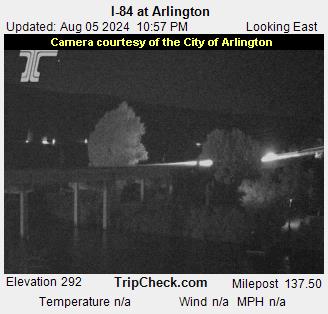 I-84 at Arlington
Updated: Aug 05 2024 10:57 PM Looking East
Camera courtesy of the City of Arlington
Elevation 292 TripCheck.com Milepost 137.50
Temperature n/a Wind n/a MPH n/a